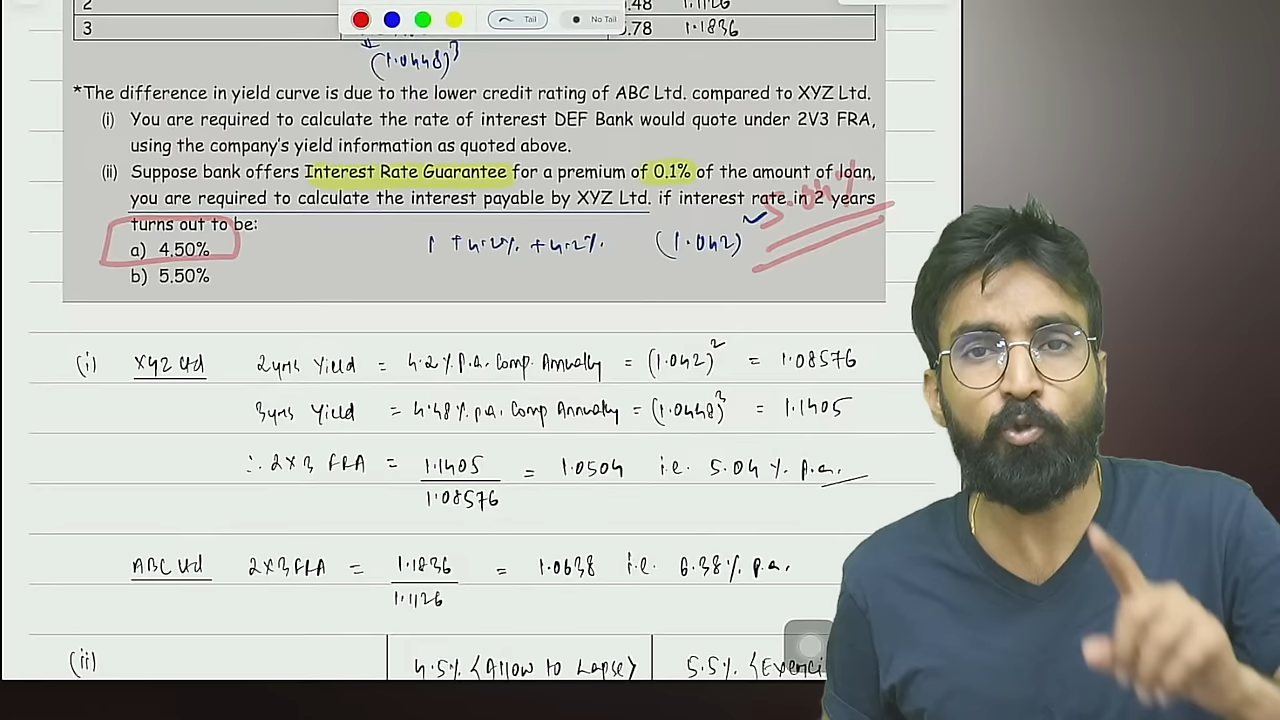 2 .48 1.1126
Tail No Tail
3 .78 1.1836
(1.0448)³
*The difference in yield curve is due to the lower credit rating of ABC Ltd. compared to XYZ Ltd.
(i) You are required to calculate the rate of interest DEF Bank would quote under 2V3 FRA,
using the company's yield information as quoted above.
(ii) Suppose bank offers Interest Rate Guarantee for a premium of 0.1% of the amount of loan,
you are required to calculate the interest payable by XYZ Ltd. if interest rate in 2 years
5.04%
turns out to be:
a) 4.50% 1 + 4.2% + 4.2% (1.042)
b) 5.50%
(i) XYZ Ltd 2yrs Yield = 4.2% p.a. Comp. Annually = (1.042)² = 1.08576
3yrs Yield = 4.48% p.a. Comp Annually = (1.0448)³ = 1.1405
∴ 2X3 FRA = 1.1405 = 1.0504 i.e. 5.04% p.a.
1.08576
ABC Ltd 2X3 FRA = 1.1836 = 1.0638 i.e. 6.38% p.a.
1.1126
(ii) 4.5% {Allow to Lapse} 5.5% {Exerci